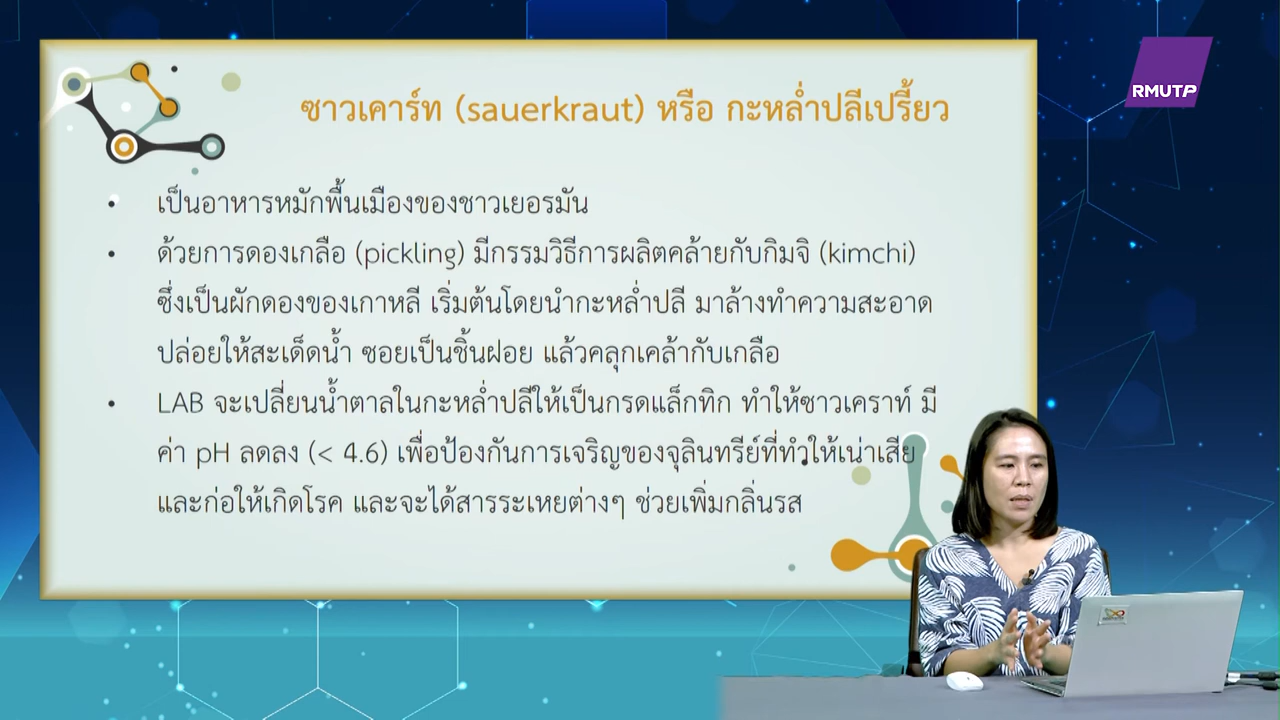 ซาวเคาร์ท (sauerkraut) หรือ กะหล่ำปลีเปรี้ยว
RMUTP
• เป็นอาหารหมักพื้นเมืองของชาวเยอรมัน
• ด้วยการดองเกลือ (pickling) มีกรรมวิธีการผลิตคล้ายกับกิมจิ (kimchi)
ซึ่งเป็นผักดองของเกาหลี เริ่มต้นโดยนำกะหล่ำปลี มาล้างทำความสะอาด
ปล่อยให้สะเด็ดน้ำ ซอยเป็นชิ้นฝอย แล้วคลุกเคล้ากับเกลือ
• LAB จะเปลี่ยนน้ำตาลในกะหล่ำปลีให้เป็นกรดแล็กทิก ทำให้ซาวเคราท์ มี
ค่า pH ลดลง (< 4.6) เพื่อป้องกันการเจริญของจุลินทรีย์ที่ทำให้เน่าเสีย
และก่อให้เกิดโรค และจะได้สารระเหยต่างๆ ช่วยเพิ่มกลิ่นรส